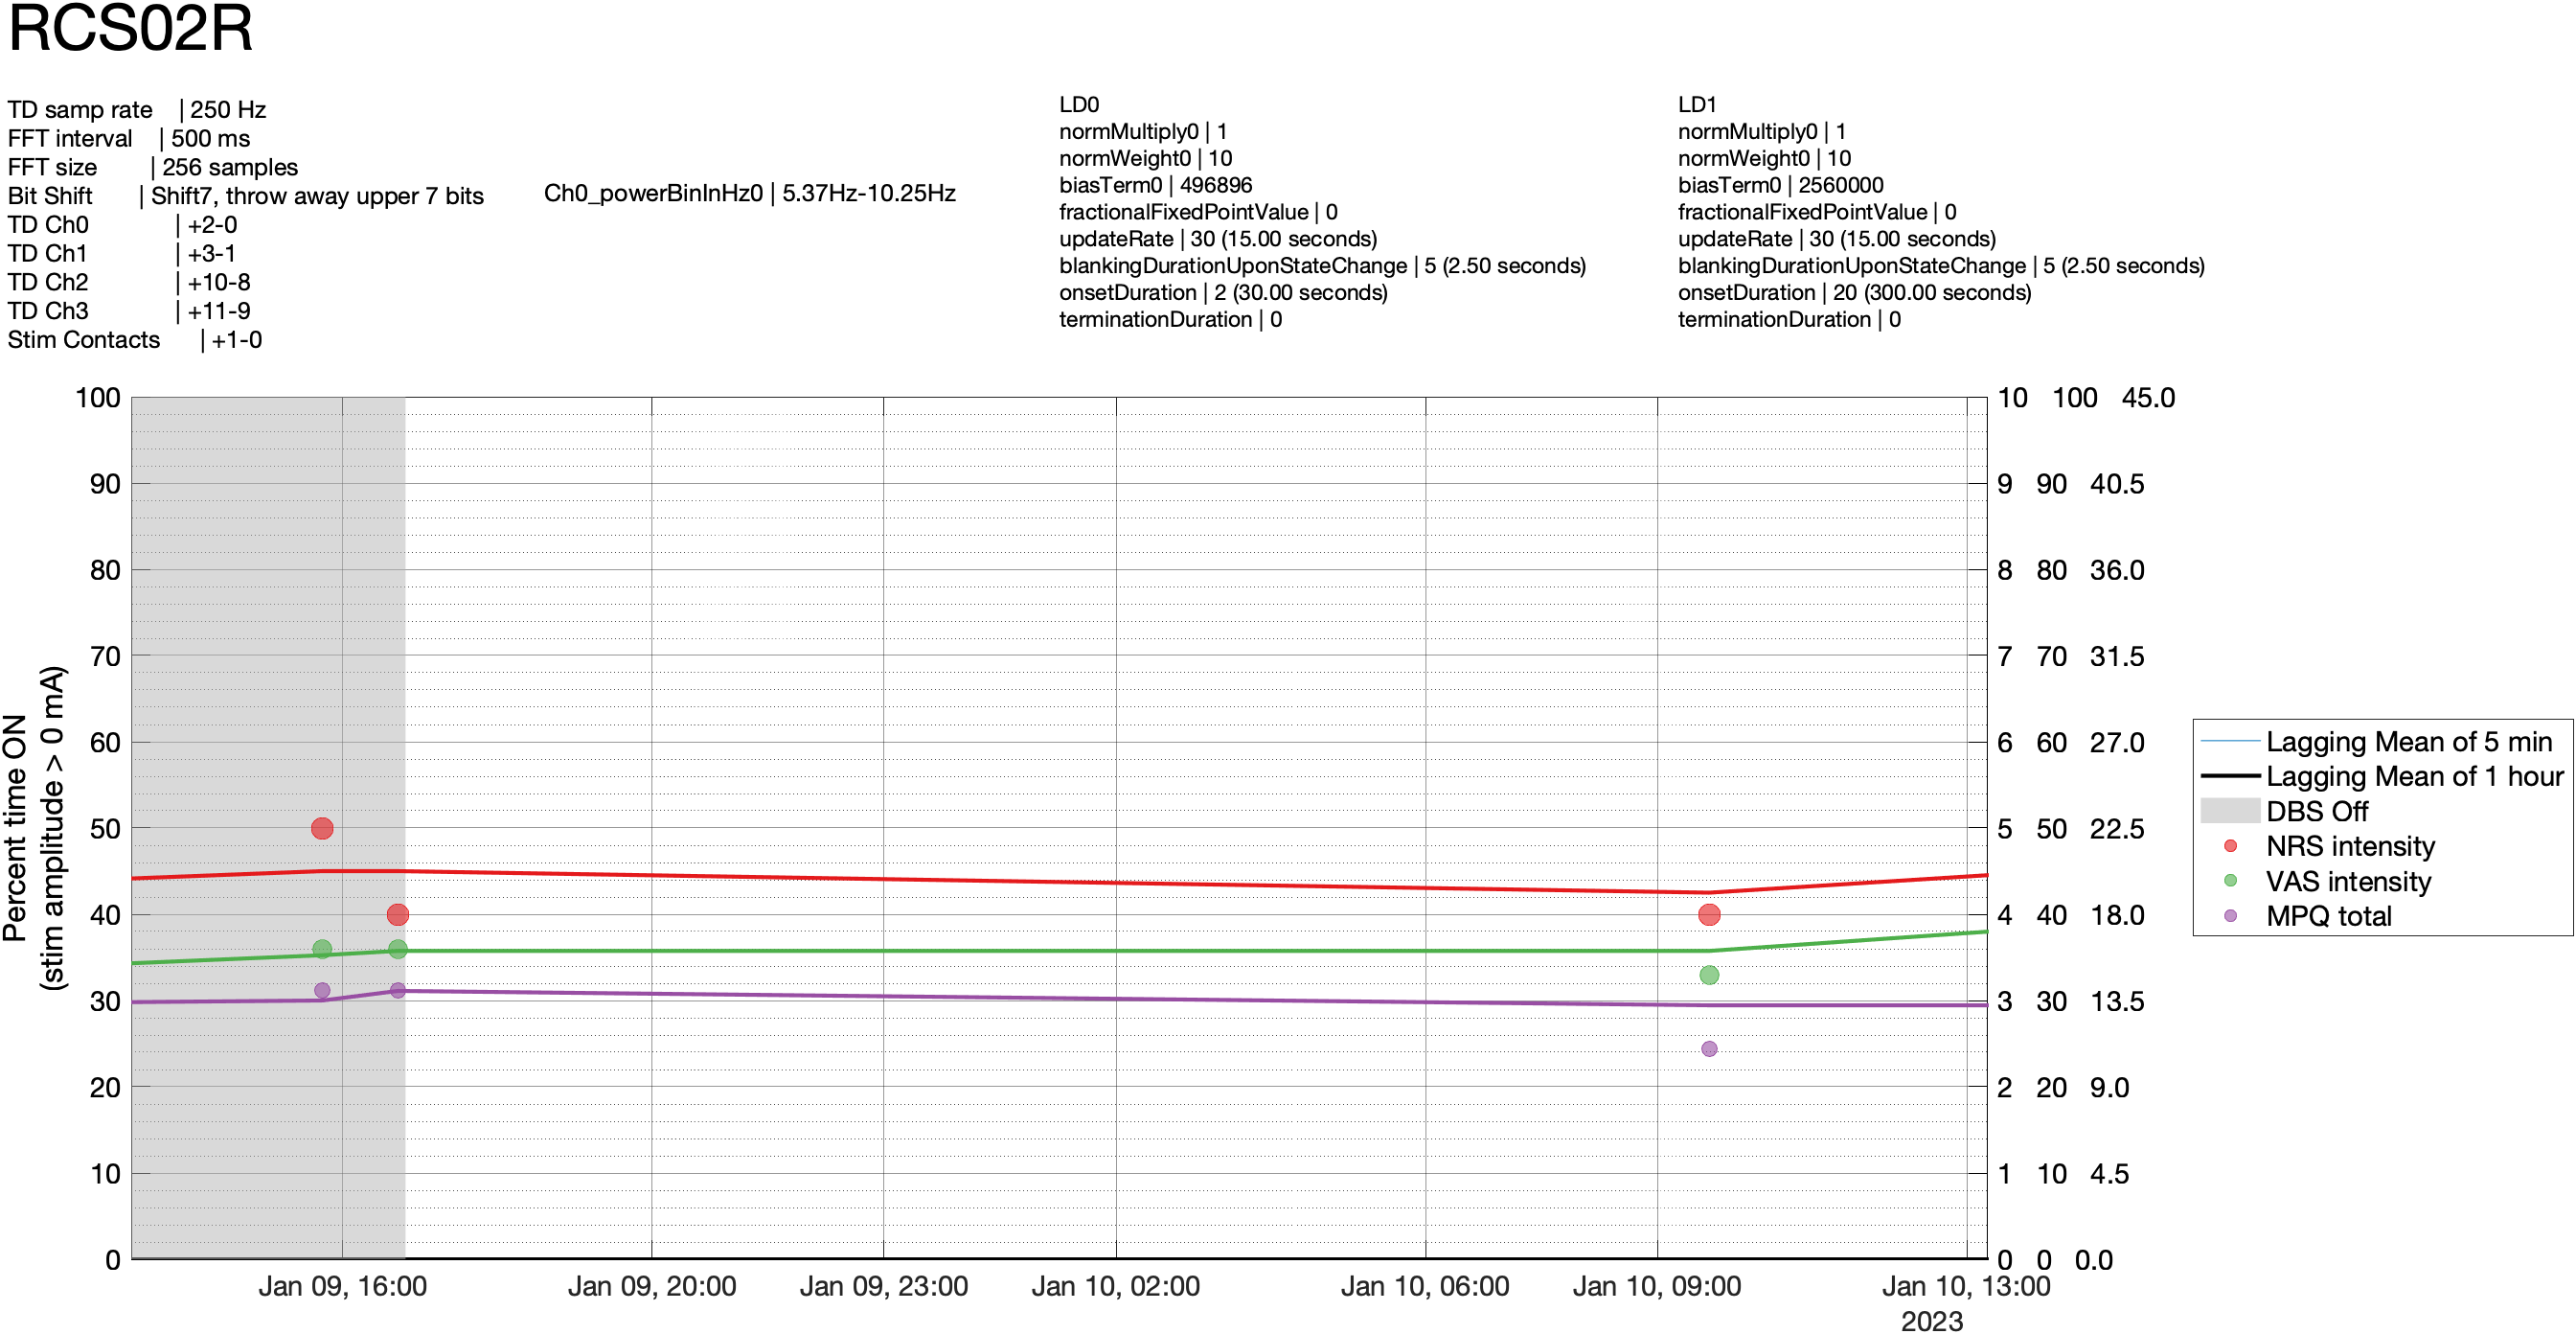 RCS02R
TD samp rate | 250 Hz
FFT interval | 500 ms
FFT size | 256 samples
Bit Shift | Shift7, throw away upper 7 bits
TD Ch0 | +2-0
TD Ch1 | +3-1
TD Ch2 | +10-8
TD Ch3 | +11-9
Stim Contacts | +1-0
Ch0_powerBinInHz0 | 5.37Hz-10.25Hz
LD0
normMultiply0 | 1
normWeight0 | 10
biasTerm0 | 496896
fractionalFixedPointValue | 0
updateRate | 30 (15.00 seconds)
blankingDurationUponStateChange | 5 (2.50 seconds)
onsetDuration | 2 (30.00 seconds)
terminationDuration | 0
LD1
normMultiply0 | 1
normWeight0 | 10
biasTerm0 | 2560000
fractionalFixedPointValue | 0
updateRate | 30 (15.00 seconds)
blankingDurationUponStateChange | 5 (2.50 seconds)
onsetDuration | 20 (300.00 seconds)
terminationDuration | 0
Percent time ON
(stim amplitude > 0 mA)
100
90
80
70
60
50
40
30
20
10
0
10 100 45.0
9 90 40.5
8 80 36.0
7 70 31.5
6 60 27.0
5 50 22.5
4 40 18.0
3 30 13.5
2 20 9.0
1 10 4.5
0 0 0.0
Jan 09, 16:00
Jan 09, 20:00
Jan 09, 23:00
Jan 10, 02:00
Jan 10, 06:00
Jan 10, 09:00
Jan 10, 13:00
2023
Lagging Mean of 5 min
Lagging Mean of 1 hour
DBS Off
NRS intensity
VAS intensity
MPQ total